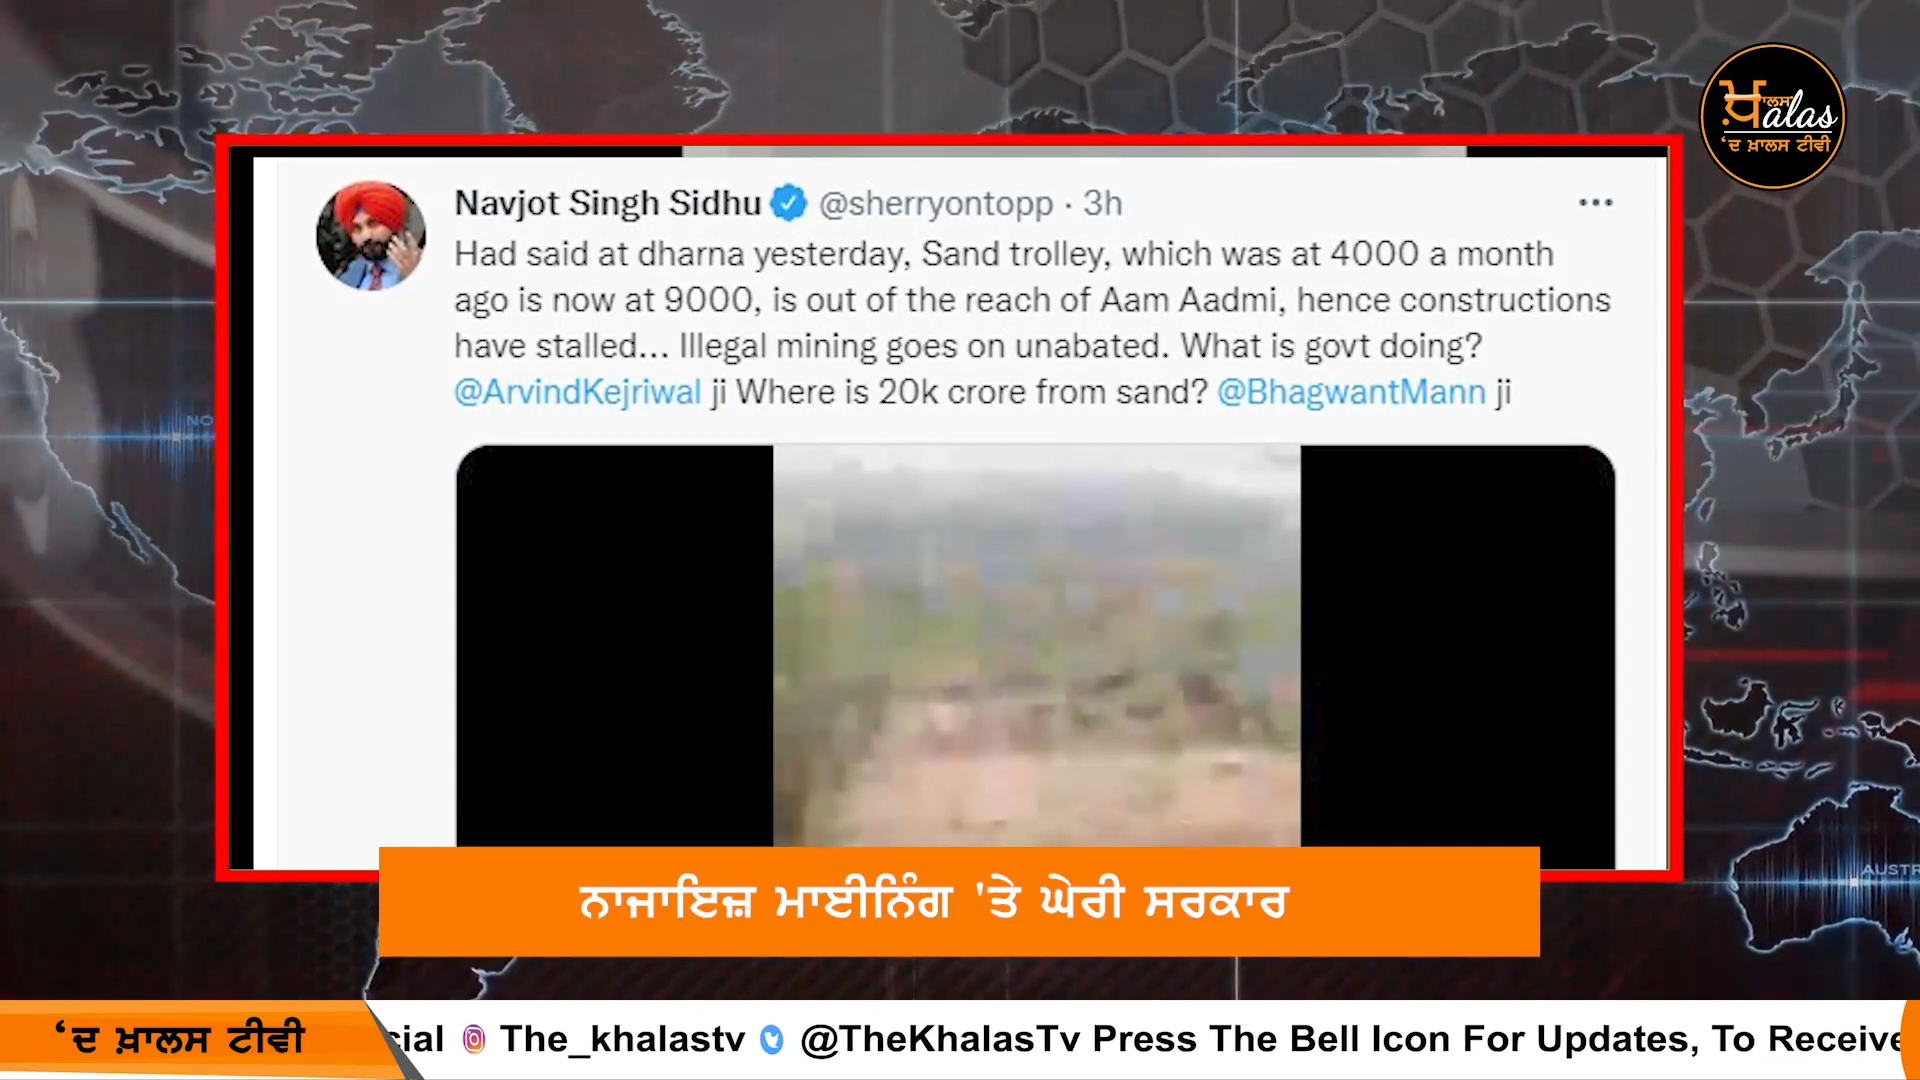 ਖ਼ਾਲਸ
alas
‘ਦ ਖ਼ਾਲਸ ਟੀਵੀ
Navjot Singh Sidhu @sherryontopp · 3h
Had said at dharna yesterday, Sand trolley, which was at 4000 a month
ago is now at 9000, is out of the reach of Aam Aadmi, hence constructions
have stalled... Illegal mining goes on unabated. What is govt doing?
@ArvindKejriwal ji Where is 20k crore from sand? @BhagwantMann ji
ਨਾਜਾਇਜ਼ ਮਾਈਨਿੰਗ 'ਤੇ ਘੇਰੀ ਸਰਕਾਰ
‘ਦ ਖ਼ਾਲਸ ਟੀਵੀ
cial The_khalastv @TheKhalasTv Press The Bell Icon For Updates, To Receive